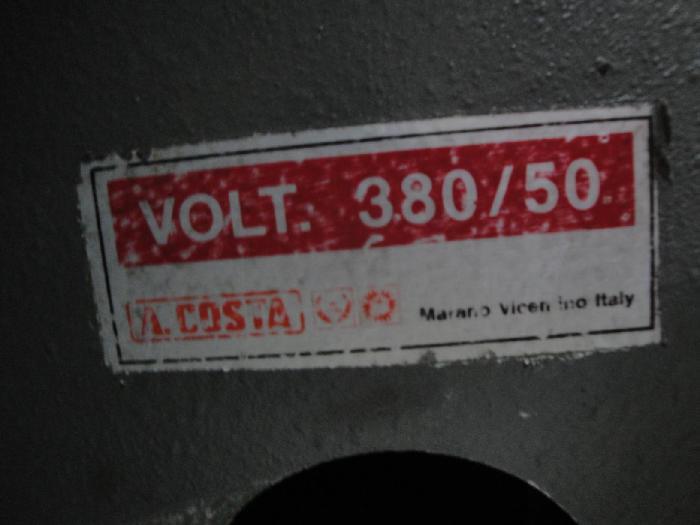 VOLT. 380/50
A. COSTA Marano Vicentino Italy